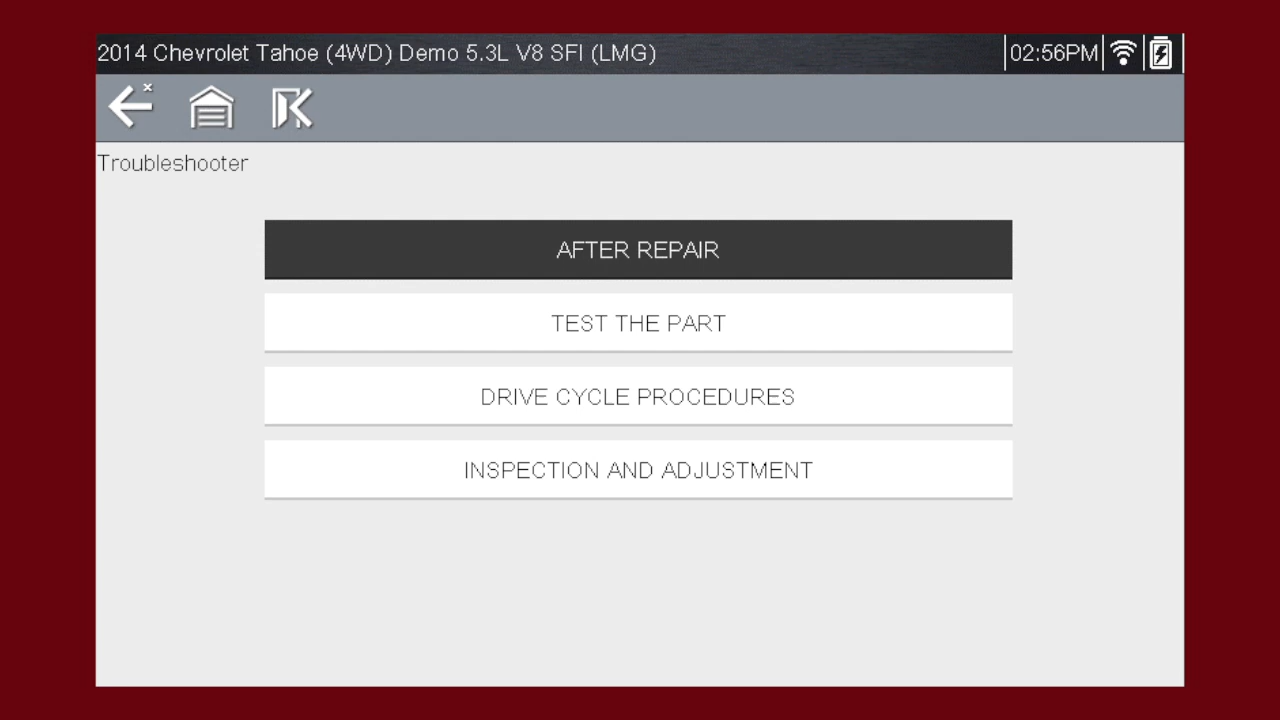 2014 Chevrolet Tahoe (4WD) Demo 5.3L V8 SFI (LMG) 02:56PM
Troubleshooter
AFTER REPAIR
TEST THE PART
DRIVE CYCLE PROCEDURES
INSPECTION AND ADJUSTMENT